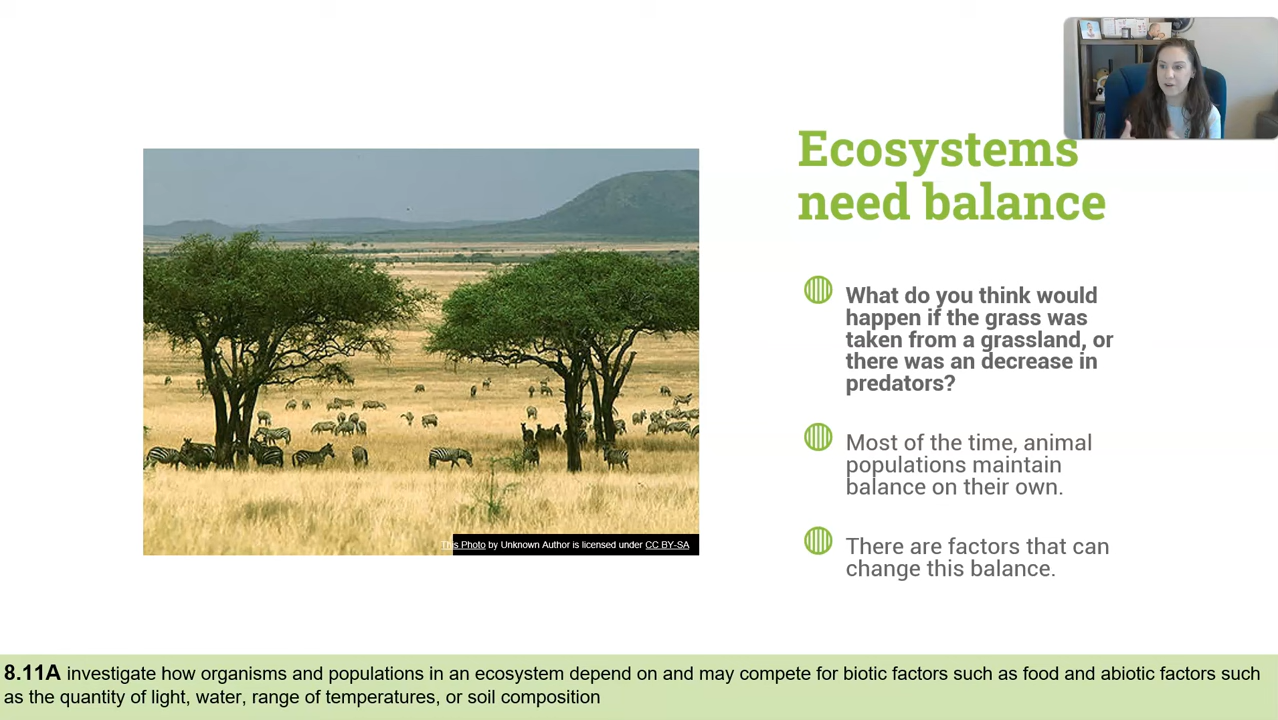 Ecosystems
need balance
What do you think would
happen if the grass was
taken from a grassland, or
there was an decrease in
predators?
Most of the time, animal
populations maintain
balance on their own.
There are factors that can
change this balance.
This Photo by Unknown Author is licensed under CC BY-SA
8.11A investigate how organisms and populations in an ecosystem depend on and may compete for biotic factors such as food and abiotic factors such
as the quantity of light, water, range of temperatures, or soil composition